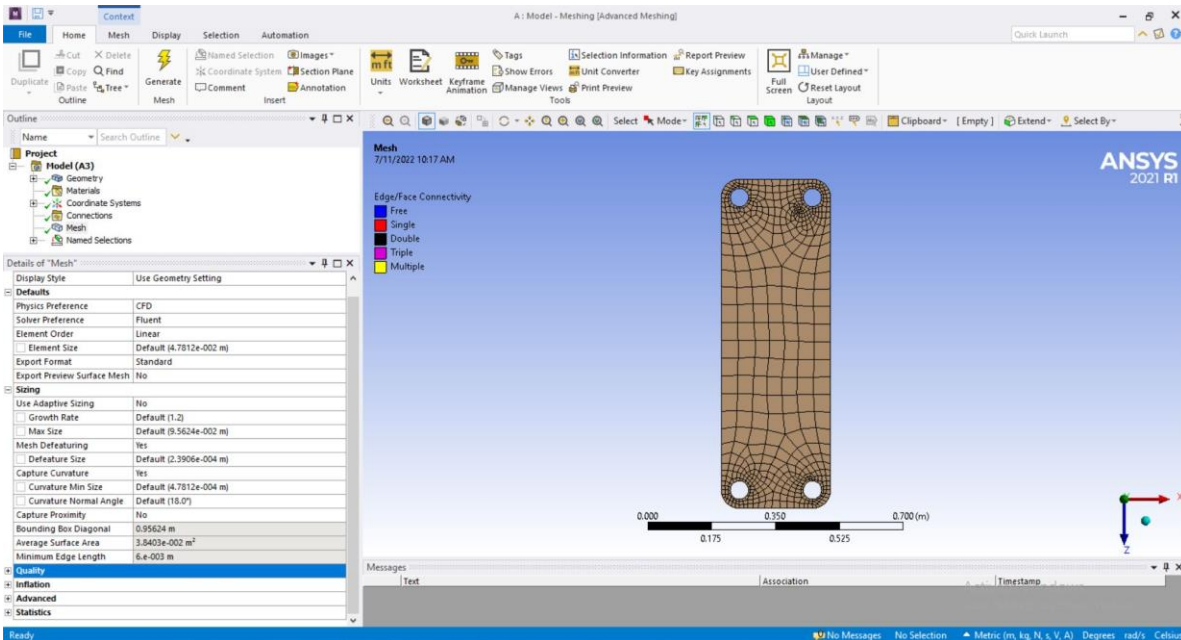 Context
A : Model - Meshing [Advanced Meshing]
File Home Mesh Display Selection Automation
Quick Launch
Duplicate
Cut
Copy
Paste
Delete
Find
Tree
Outline
Generate
Mesh
Named Selection
Coordinate System
Comment
Images
Section Plane
Annotation
Insert
mft
Units
Worksheet
Keyframe
Animation
Tags
Show Errors
Manage Views
Selection Information
Unit Converter
Print Preview
Report Preview
Key Assignments
Tools
Full
Screen
Manage
User Defined
Reset Layout
Layout
Outline
Name Search Outline
Project
Model (A3)
Geometry
Materials
Coordinate Systems
Connections
Mesh
Named Selections
Select Mode Clipboard [Empty] Extend Select By
Details of "Mesh"
Display Style Use Geometry Setting
Defaults
Physics Preference CFD
Solver Preference Fluent
Element Order Linear
Element Size Default (4.7812e-002 m)
Export Format Standard
Export Preview Surface Mesh No
Sizing
Use Adaptive Sizing No
Growth Rate Default (1.2)
Max Size Default (9.5624e-002 m)
Mesh Defeaturing Yes
Defeature Size Default (2.3906e-004 m)
Capture Curvature Yes
Curvature Min Size Default (4.7812e-004 m)
Curvature Normal Angle Default (18.0°)
Capture Proximity No
Bounding Box Diagonal 0.95624 m
Average Surface Area 3.8403e-002 m²
Minimum Edge Length 6.e-003 m
Quality
Inflation
Advanced
Statistics
Mesh
7/11/2022 10:17 AM
Edge/Face Connectivity
Free
Single
Double
Triple
Multiple
ANSYS
2021 R1
0.000 0.350 0.700 (m)
0.175 0.525
X
Z
Messages
Text Association Timestamp
Ready
No Messages No Selection Metric (m, kg, N, s, V, A) Degrees rad/s Celsius